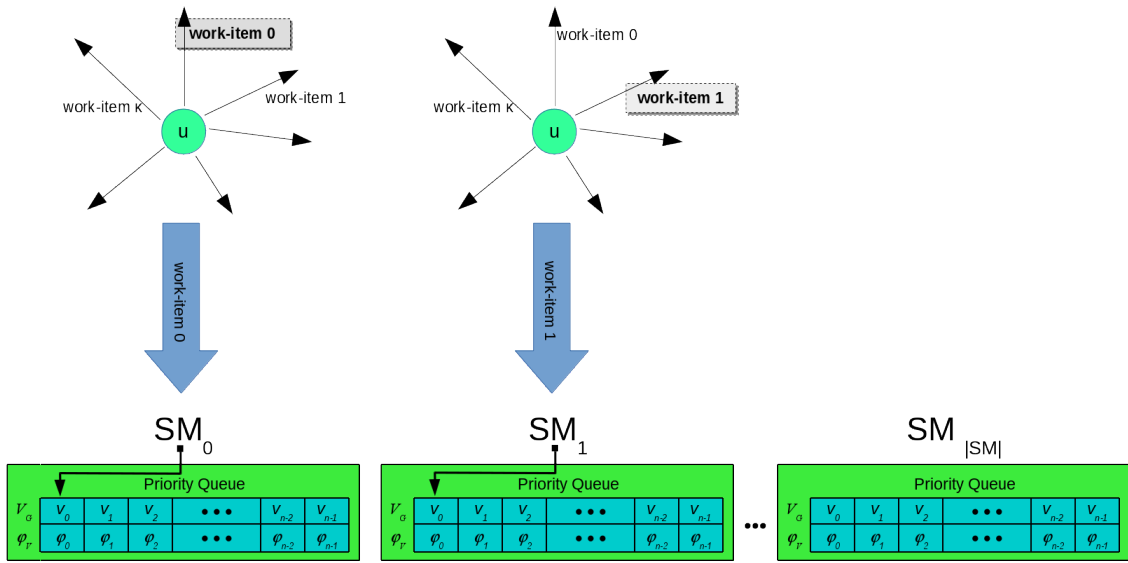 work-item 0
work-item κ
work-item 1
u
work-item 0
work-item κ
work-item 1
u
work-item 0
work-item 1
SM0
SM1
SM|SM|
Priority Queue
Vσ v0 v1 v2 ••• vn-2 vn-1
φr φ0 φ1 φ2 ••• φn-2 φn-1
Priority Queue
Vσ v0 v1 v2 ••• vn-2 vn-1
φr φ0 φ1 φ2 ••• φn-2 φn-1
•••
Priority Queue
Vσ v0 v1 v2 ••• vn-2 vn-1
φr φ0 φ1 φ2 ••• φn-2 φn-1